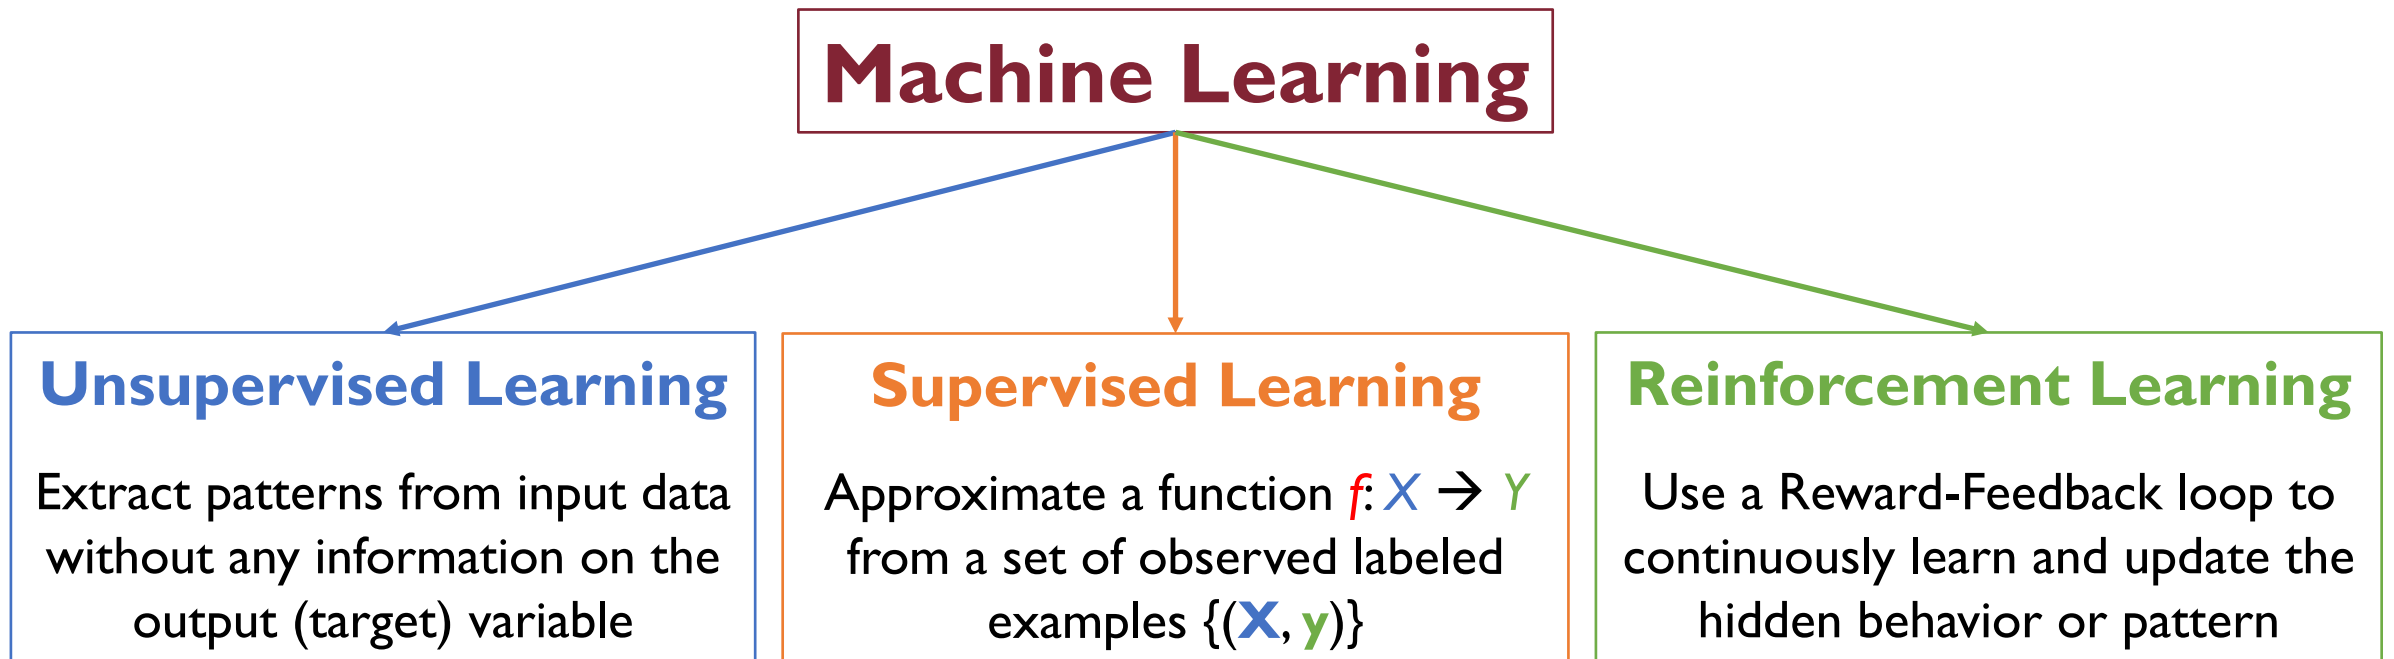 Machine Learning
Unsupervised Learning
Extract patterns from input data
without any information on the
output (target) variable
Supervised Learning
Approximate a function f: X → Y
from a set of observed labeled
examples {(X, y)}
Reinforcement Learning
Use a Reward-Feedback loop to
continuously learn and update the
hidden behavior or pattern